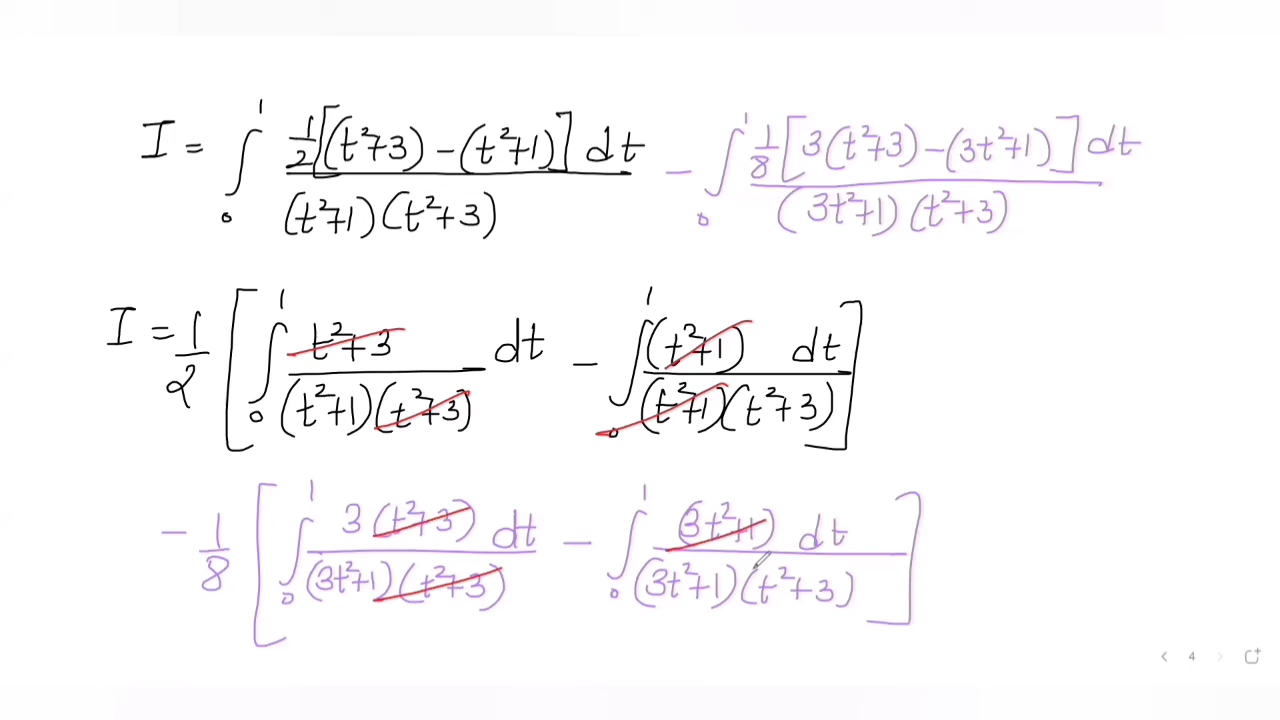 I = ∫₀¹ ½[(t²+3) – (t²+1)] dt / (t²+1)(t²+3) – ∫₀¹ ⅛[3(t²+3) – (3t²+1)] dt / (3t²+1)(t²+3)
I = ½ [ ∫₀¹ t²+3 / (t²+1)(t²+3) dt – ∫₀¹ (t²+1) dt / (t²+1)(t²+3) ]
– ⅛ [ ∫₀¹ 3(t²+3) dt / (3t²+1)(t²+3) – ∫₀¹ (3t²+1) dt / (3t²+1)(t²+3) ]
4